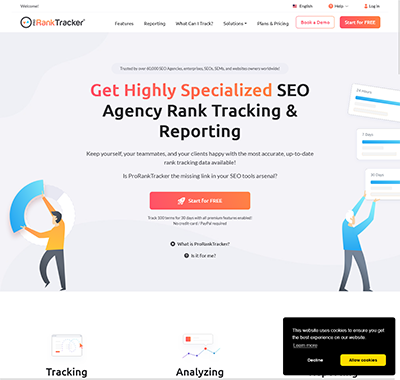 Welcome!
English
Help
Log in
PRO RankTracker
Features
Reporting
What Can I Track?
Solutions
Plans & Pricing
Book a Demo
Start for FREE
Trusted by over 60,000 SEO Agencies, enterprises, SEOs, SEMs, and websites owners worldwide!
Get Highly Specialized SEO
Agency Rank Tracking &
Reporting
Keep yourself, your teammates, and your clients happy with the most accurate, up-to-date
rank tracking data available!
Is ProRankTracker the missing link in your SEO tools arsenal?
Start for FREE
Track 100 terms for 30 days with all premium features enabled!
No credit card / PayPal required
What is ProRankTracker?
Is it for me?
24 Hours
7 Days
30 Days
Tracking
Analyzing
This website uses cookies to ensure you get
the best experience on our website.
Learn more
Decline
Allow cookies